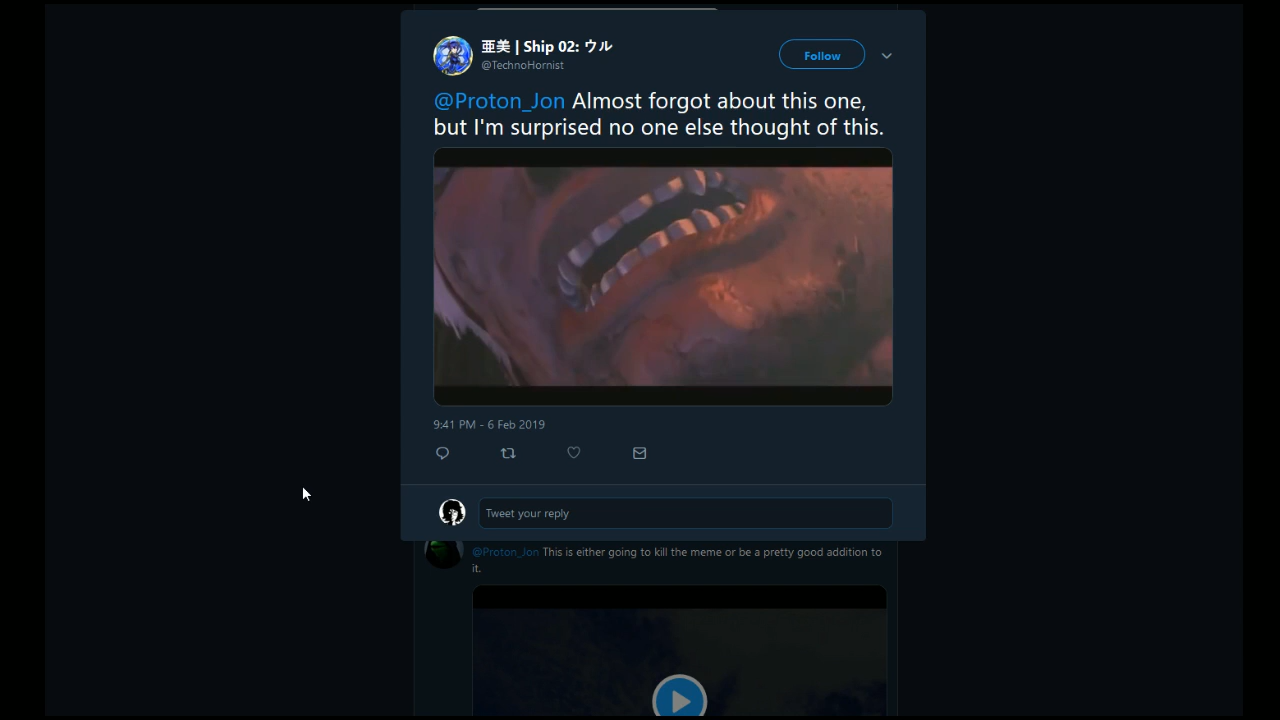 亜美 | Ship 02: ウル
@TechnoHornist
Follow
@Proton_Jon Almost forgot about this one,
but I'm surprised no one else thought of this.
9:41 PM - 6 Feb 2019
Tweet your reply
@Proton_Jon This is either going to kill the meme or be a pretty good addition to
it.